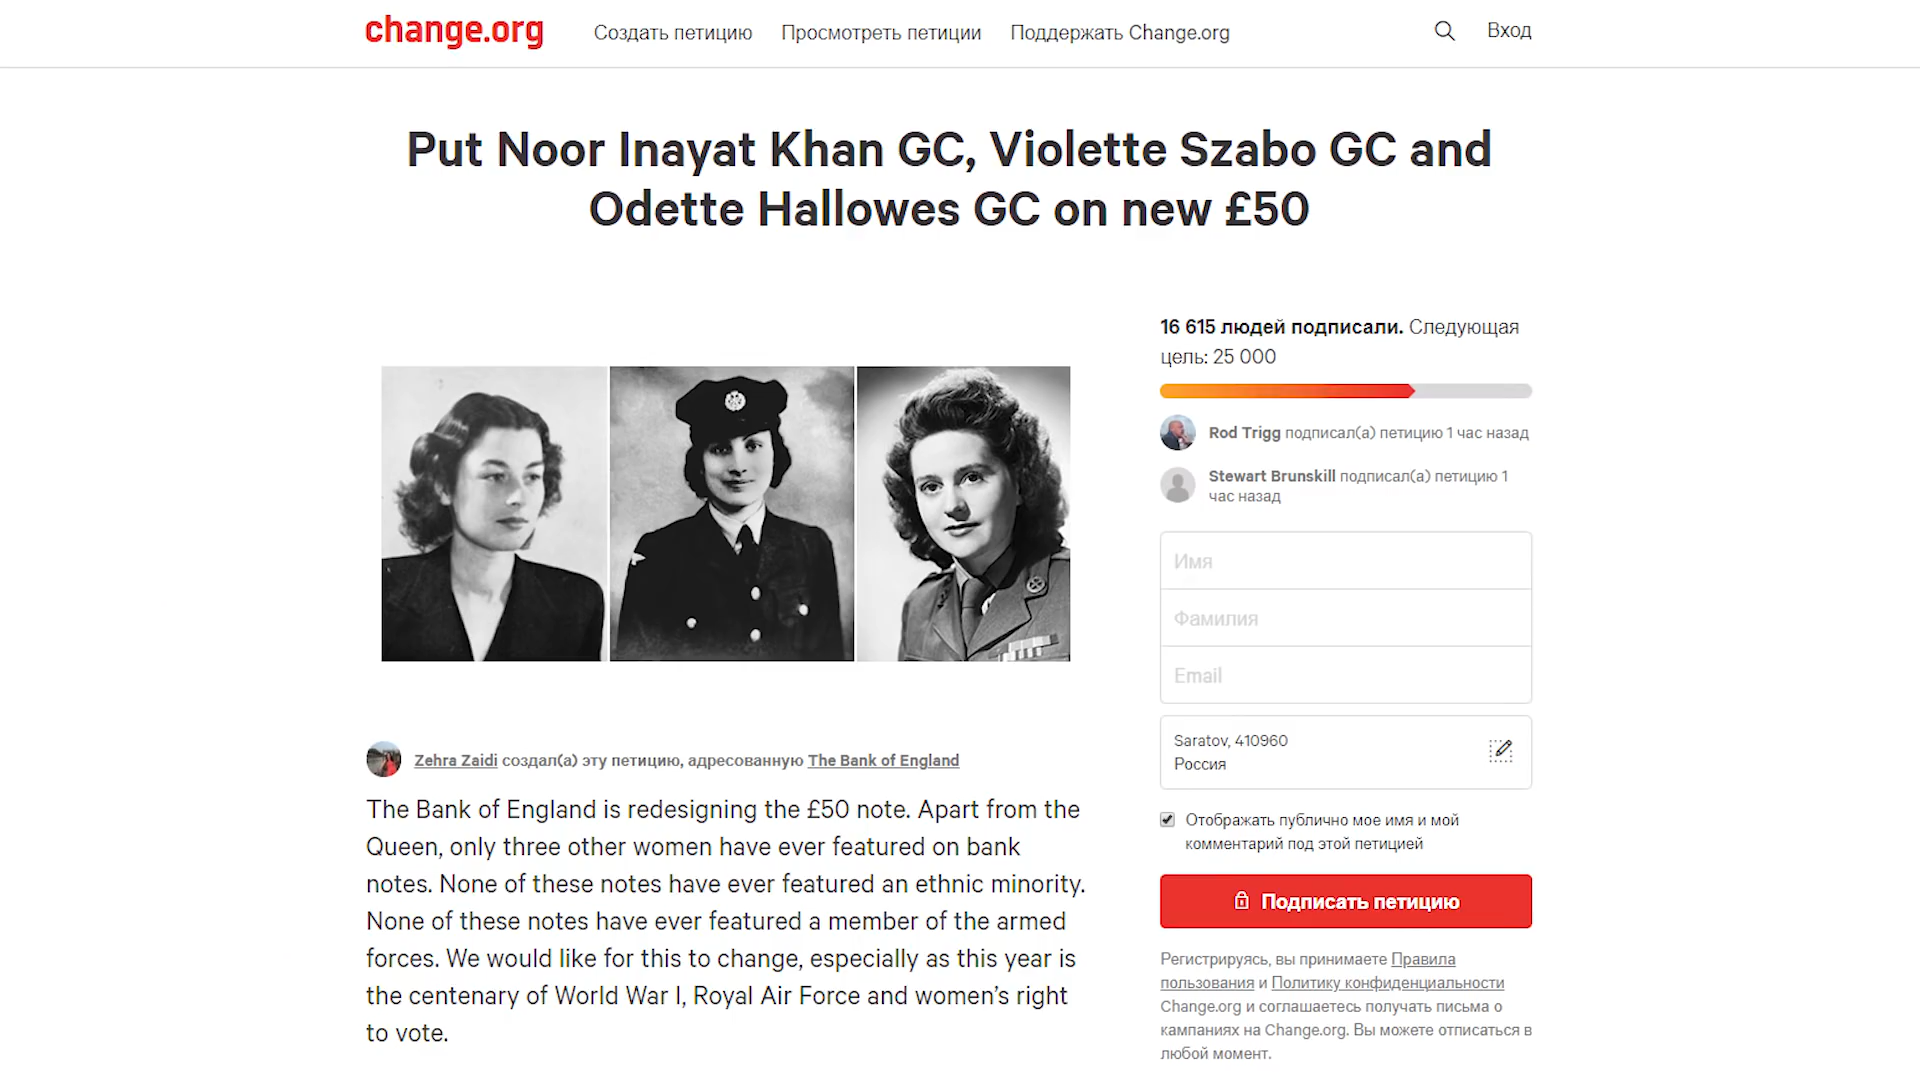 change.org
Создать петицию
Просмотреть петиции
Поддержать Change.org
Вход
Put Noor Inayat Khan GC, Violette Szabo GC and
Odette Hallowes GC on new £50
16 615 людей подписали. Следующая
цель: 25 000
Rod Trigg подписал(а) петицию 1 час назад
Stewart Brunskill подписал(а) петицию 1
час назад
Имя
Фамилия
Email
Saratov, 410960
Россия
Отображать публично мое имя и мой
комментарий под этой петицией
Подписать петицию
Регистрируясь, вы принимаете Правила
пользования и Политику конфиденциальности
Change.org и соглашаетесь получать письма о
кампаниях на Change.org. Вы можете отписаться в
любой момент.
Zehra Zaidi создал(а) эту петицию, адресованную The Bank of England
The Bank of England is redesigning the £50 note. Apart from the
Queen, only three other women have ever featured on bank
notes. None of these notes have ever featured an ethnic minority.
None of these notes have ever featured a member of the armed
forces. We would like for this to change, especially as this year is
the centenary of World War I, Royal Air Force and women’s right
to vote.